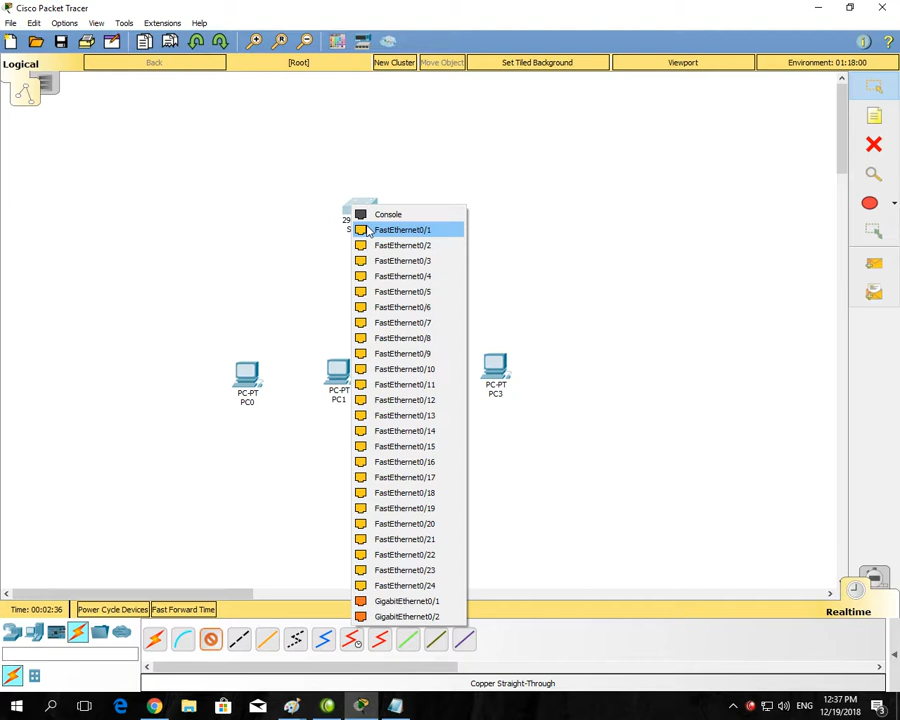 Cisco Packet Tracer
File Edit Options View Tools Extensions Help
Logical Back [Root] New Cluster Move Object Set Tiled Background Viewport Environment: 01:18:00
29
S
Console
FastEthernet0/1
FastEthernet0/2
FastEthernet0/3
FastEthernet0/4
FastEthernet0/5
FastEthernet0/6
FastEthernet0/7
FastEthernet0/8
FastEthernet0/9
FastEthernet0/10
FastEthernet0/11
FastEthernet0/12
FastEthernet0/13
FastEthernet0/14
FastEthernet0/15
FastEthernet0/16
FastEthernet0/17
FastEthernet0/18
FastEthernet0/19
FastEthernet0/20
FastEthernet0/21
FastEthernet0/22
FastEthernet0/23
FastEthernet0/24
GigabitEthernet0/1
GigabitEthernet0/2
PC-PT
PC0
PC-PT
PC1
PC-PT
PC3
Time: 00:02:36 Power Cycle Devices Fast Forward Time Realtime
Copper Straight-Through
ENG 12:37 PM
12/19/2018
3